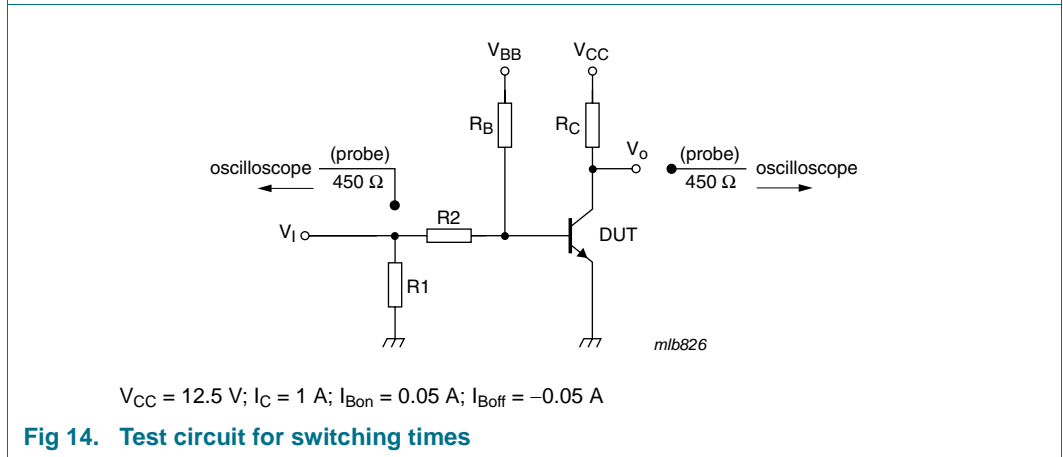 VBB VCC
RB RC
Vo
oscilloscope (probe) 450 Ω
(probe) 450 Ω oscilloscope
R2
VI DUT
R1
mlb826
VCC = 12.5 V; IC = 1 A; IBon = 0.05 A; IBoff = −0.05 A
Fig 14. Test circuit for switching times